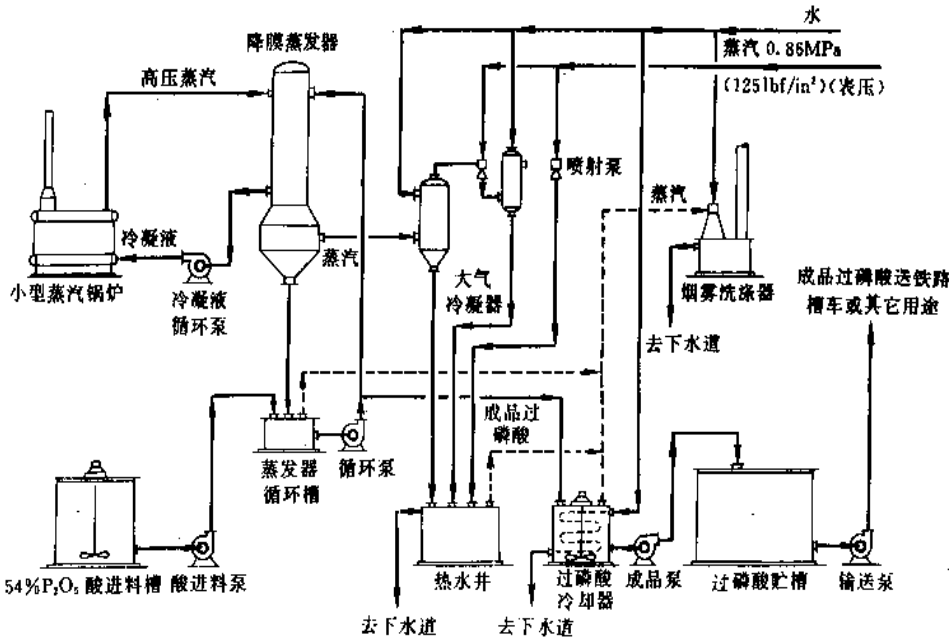 水
降膜蒸发器
蒸汽 0.86MPa
高压蒸汽
(125lbf/in²)(表压)
喷射泵
蒸汽
冷凝液
蒸汽
小型蒸汽锅炉
冷凝液
循环泵
大气
冷凝器
烟雾洗涤器
成品过磷酸送铁路
槽车或其它用途
去下水道
成品过
磷酸
蒸发器
循环槽
循环泵
54%P₂O₅ 酸进料槽
酸进料泵
热水井
过磷酸
冷却器
成品泵
过磷酸贮槽
输送泵
去下水道
去下水道